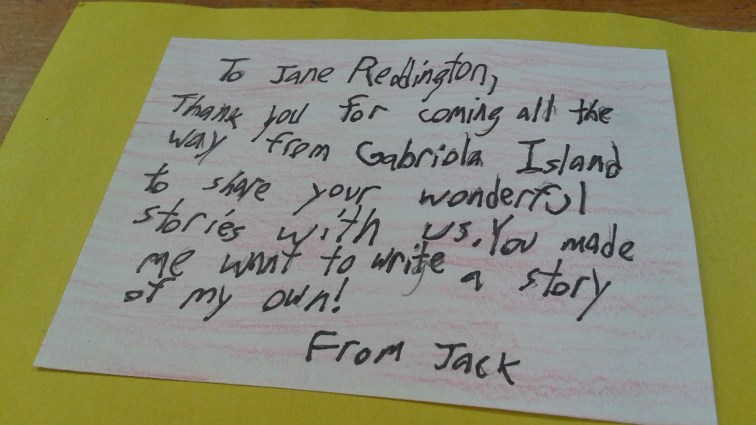 To Jane Reddington,
Thank you for coming all the
way from Gabriola Island
to share your wonderful
stories with us. You made
me want to write a story
of my own!
From Jack